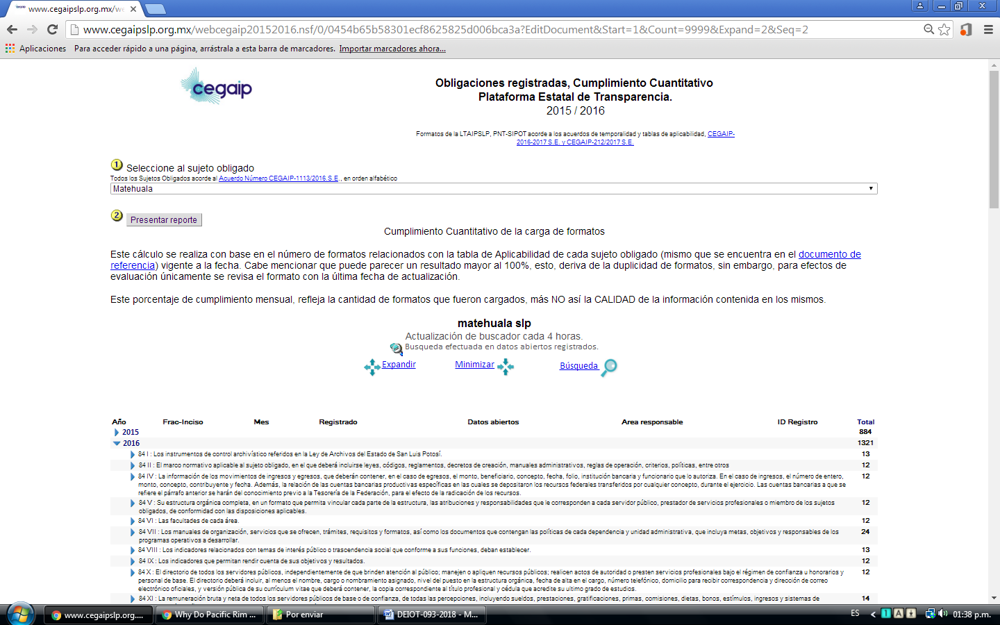 www.cegaipslp.org.mx/we
www.cegaipslp.org.mx/webcegaip20152016.nsf/0/0454b65b58301ecf8625825d006bca3a?EditDocument&Start=1&Count=9999&Expand=2&Seq=2
Aplicaciones Para acceder rápido a una página, arrástrala a esta barra de marcadores. Importar marcadores ahora...
cegaip
Obligaciones registradas, Cumplimiento Cuantitativo
Plataforma Estatal de Transparencia.
2015 / 2016
Formatos de la LTAIPSLP, PNT-SIPOT acorde a los acuerdos de temporalidad y tablas de aplicabilidad, CEGAIP-
2016-2017 S.E. y CEGAIP-212/2017 S.E.
1 Seleccione al sujeto obligado
Todos los Sujetos Obligados acorde al Acuerdo Número CEGAIP-1113/2016.S.E., en orden alfabético
Matehuala
2 Presentar reporte
Cumplimiento Cuantitativo de la carga de formatos
Este cálculo se realiza con base en el número de formatos relacionados con la tabla de Aplicabilidad de cada sujeto obligado (mismo que se encuentra en el documento de
referencia) vigente a la fecha. Cabe mencionar que puede parecer un resultado mayor al 100%, esto, deriva de la duplicidad de formatos, sin embargo, para efectos de
evaluación únicamente se revisa el formato con la última fecha de actualización.
Este porcentaje de cumplimiento mensual, refleja la cantidad de formatos que fueron cargados, más NO así la CALIDAD de la información contenida en los mismos.
matehuala slp
Actualización de buscador cada 4 horas.
Busqueda efectuada en datos abiertos registrados.
Expandir Minimizar Búsqueda
Año Frac-Inciso Mes Registrado Datos abiertos Area responsable ID Registro Total
2015 884
2016 1321
84 I : Los instrumentos de control archivístico referidos en la Ley de Archivos del Estado de San Luis Potosí. 13
84 II : El marco normativo aplicable al sujeto obligado, en el que deberá incluirse leyes, códigos, reglamentos, decretos de creación, manuales administrativos, reglas de operación, criterios, políticas, entre otros 12
84 IV : La información de los movimientos de ingresos y egresos, que deberán contener, en el caso de egresos, el monto, beneficiario, concepto, fecha, folio, institución bancaria y funcionario que lo autoriza. En el caso de ingresos, el número de entero, 12
monto, concepto, contribuyente y fecha. Además, la relación de las cuentas bancarias productivas específicas en las cuales se depositaron los recursos federales transferidos por cualquier concepto, durante el ejercicio. Las cuentas bancarias a que se
refiere el párrafo anterior se harán del conocimiento previo a la Tesorería de la Federación, para el efecto de la radicación de los recursos.
84 V : Su estructura orgánica completa, en un formato que permita vincular cada parte de la estructura, las atribuciones y responsabilidades que le corresponden a cada servidor público, prestador de servicios profesionales o miembro de los sujetos 12
obligados, de conformidad con las disposiciones aplicables.
84 VI : Las facultades de cada área. 12
84 VII : Los manuales de organización, servicios que se ofrecen, trámites, requisitos y formatos, así como los documentos que contengan las políticas de cada dependencia y unidad administrativa, que incluya metas, objetivos y responsables de los 24
programas operativos a desarrollar.
84 VIII : Los indicadores relacionados con temas de interés público o trascendencia social que conforme a sus funciones, deban establecer. 13
84 IX : Los indicadores que permitan rendir cuenta de sus objetivos y resultados. 12
84 X : El directorio de todos los servidores públicos, independientemente de que brinden atención al público; manejen o apliquen recursos públicos; realicen actos de autoridad o presten servicios profesionales bajo el régimen de confianza u honorarios y 12
personal de base. El directorio deberá incluir, al menos el nombre, cargo o nombramiento asignado, nivel del puesto en la estructura orgánica, fecha de alta en el cargo, número telefónico, domicilio para recibir correspondencia y dirección de correo
electrónico oficiales, y versión pública de su currículum vitae que deberá contener, la copia correspondiente al título profesional y cédula que acredite su ultimo grado de estudios.
84 XI : La remuneración bruta y neta de todos los servidores públicos de base o de confianza, de todas las percepciones, incluyendo sueldos, prestaciones, gratificaciones, primas, comisiones, dietas, bonos, estímulos, ingresos y sistemas de 14
www.cegaipslp.org.... Why Do Pacific Rim ... Por enviar DEIOT-093-2018 - M... ES 1 A 01:38 p.m.